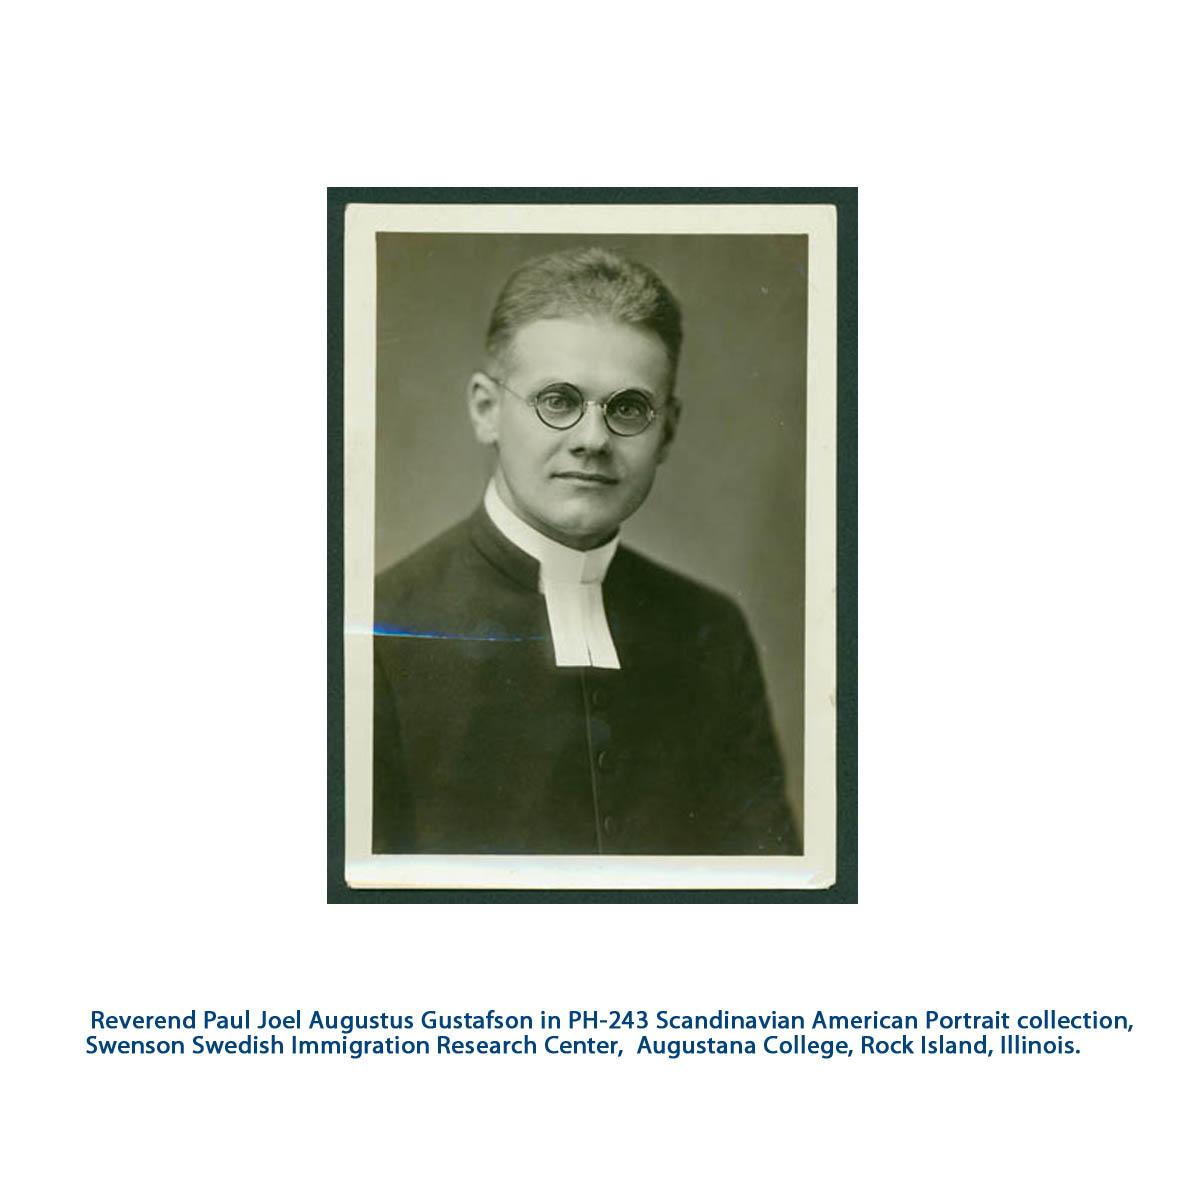 Reverend Paul Joel Augustus Gustafson in PH-243 Scandinavian American Portrait collection,
Swenson Swedish Immigration Research Center,  Augustana College, Rock Island, Illinois.